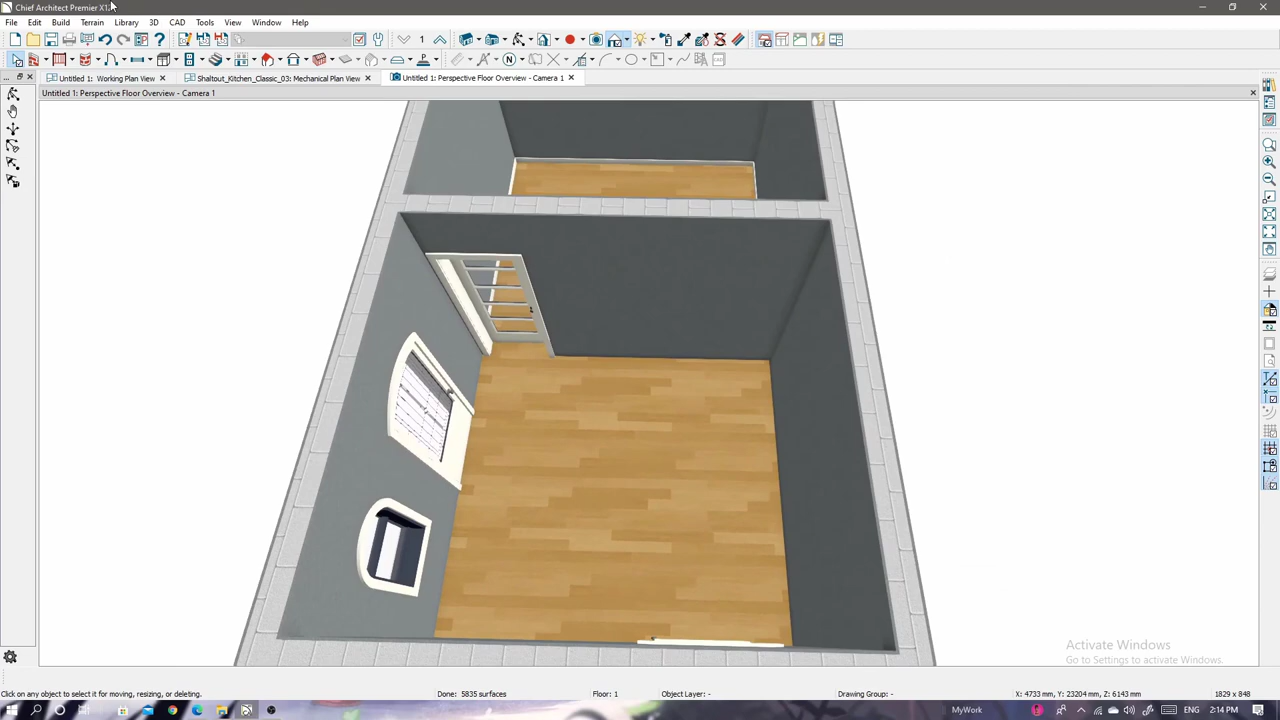 Chief Architect Premier X1
File Edit Build Terrain Library 3D CAD Tools View Window Help
1
Untitled 1: Working Plan View
Shaltout_Kitchen_Classic_03: Mechanical Plan View
Untitled 1: Perspective Floor Overview - Camera 1
Untitled 1: Perspective Floor Overview - Camera 1
Activate Windows
Go to Settings to activate Windows.
Click on any object to select it for moving, resizing, or deleting.
Done: 5835 surfaces
Floor: 1
Object Layer: -
Drawing Group: -
X: 4733 mm, Y: 23204 mm, Z: 6143 mm
1829 x 848
MyWork
ENG
2:14 PM